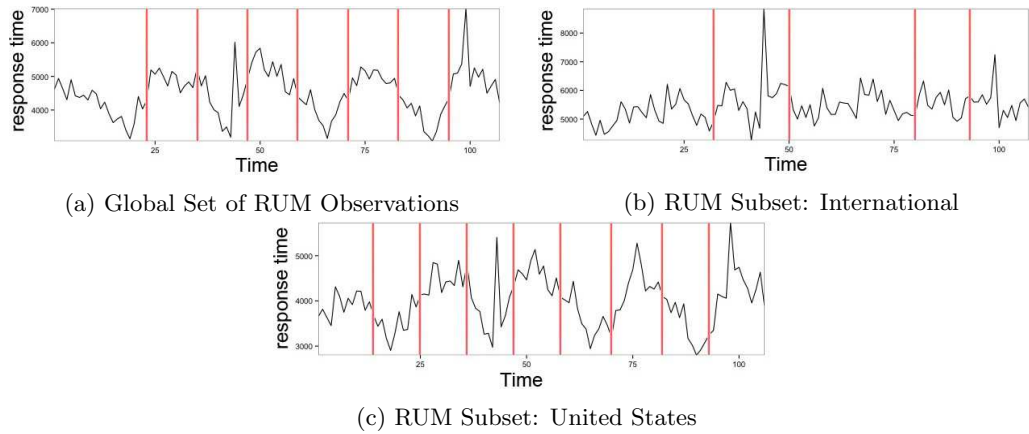 7000
6000
5000
4000
response time
25
50
75
100
Time
(a) Global Set of RUM Observations
8000
7000
6000
5000
response time
25
50
75
100
Time
(b) RUM Subset: International
5000
4000
3000
response time
25
50
75
100
Time
(c) RUM Subset: United States